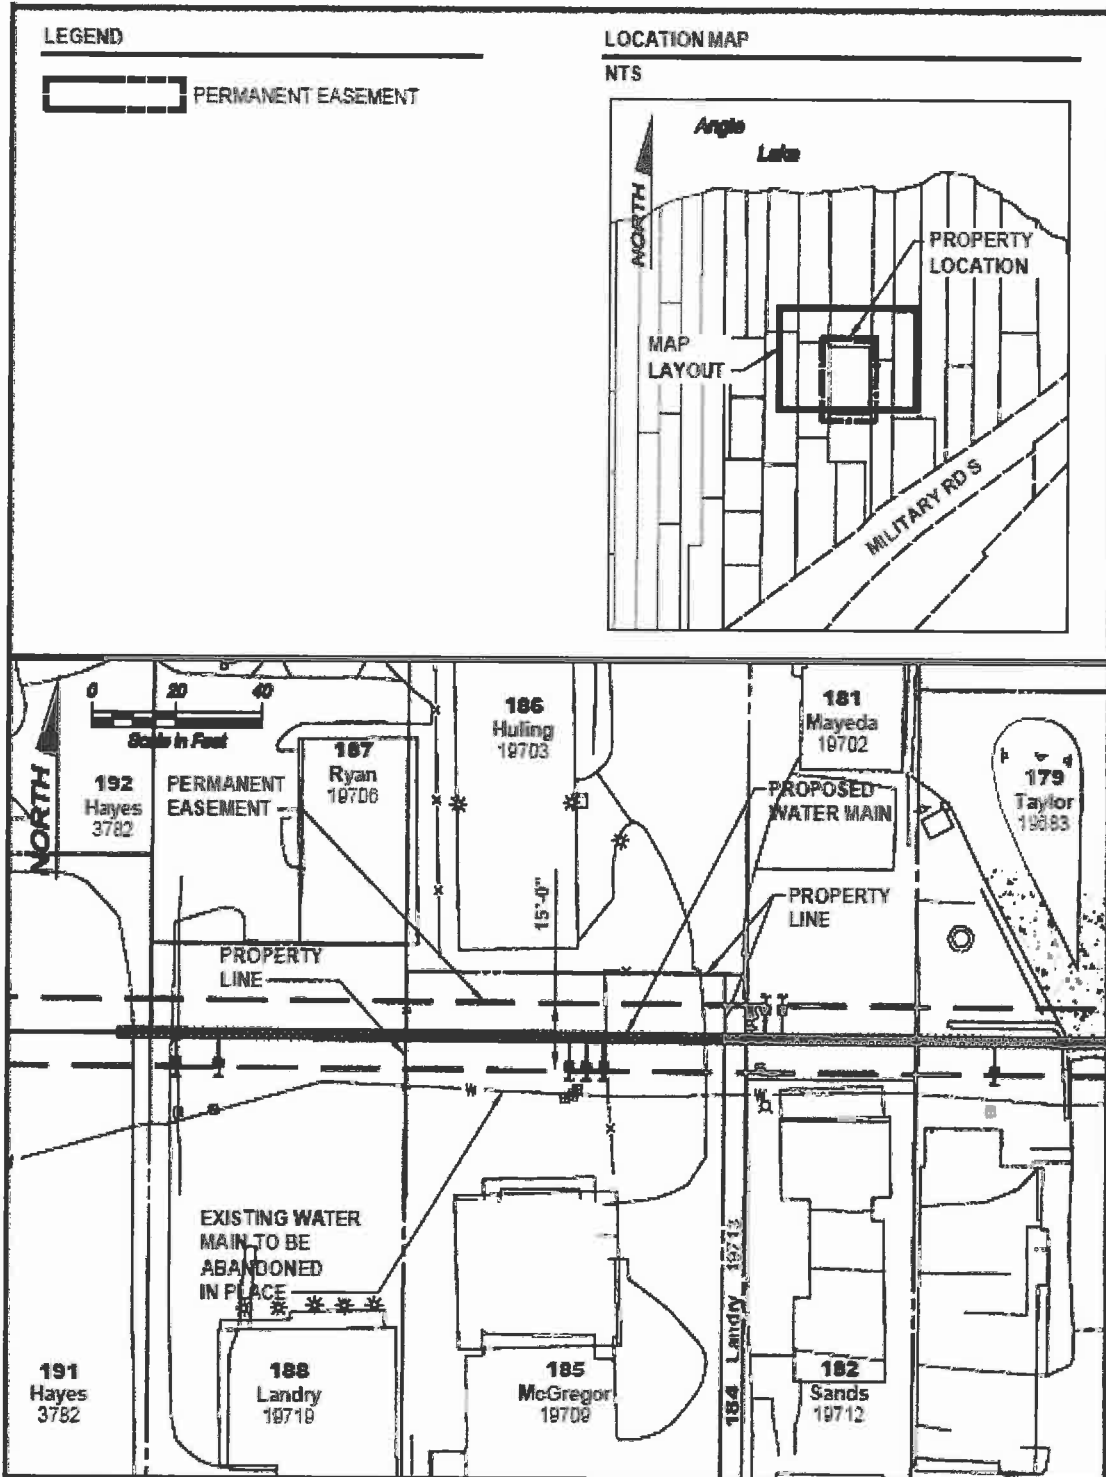 LEGEND
PERMANENT EASEMENT
LOCATION MAP
NTS
Angle
Lake
NORTH
PROPERTY
LOCATION
MAP
LAYOUT
MILITARY RD S
0 20 40
Scale in Feet
NORTH
192
Hayes
3782
PERMANENT
EASEMENT
187
Ryan
19706
186
Huling
19703
181
Mayeda
19702
179
Taylor
PROPOSED
WATER MAIN
15'-0"
PROPERTY
LINE
PROPERTY
LINE
W
W
EXISTING WATER
MAIN TO BE
ABANDONED
IN PLACE
191
Hayes
3782
188
Landry
19719
185
McGregor
19709
184 Landry 19713
182
Sands
19712